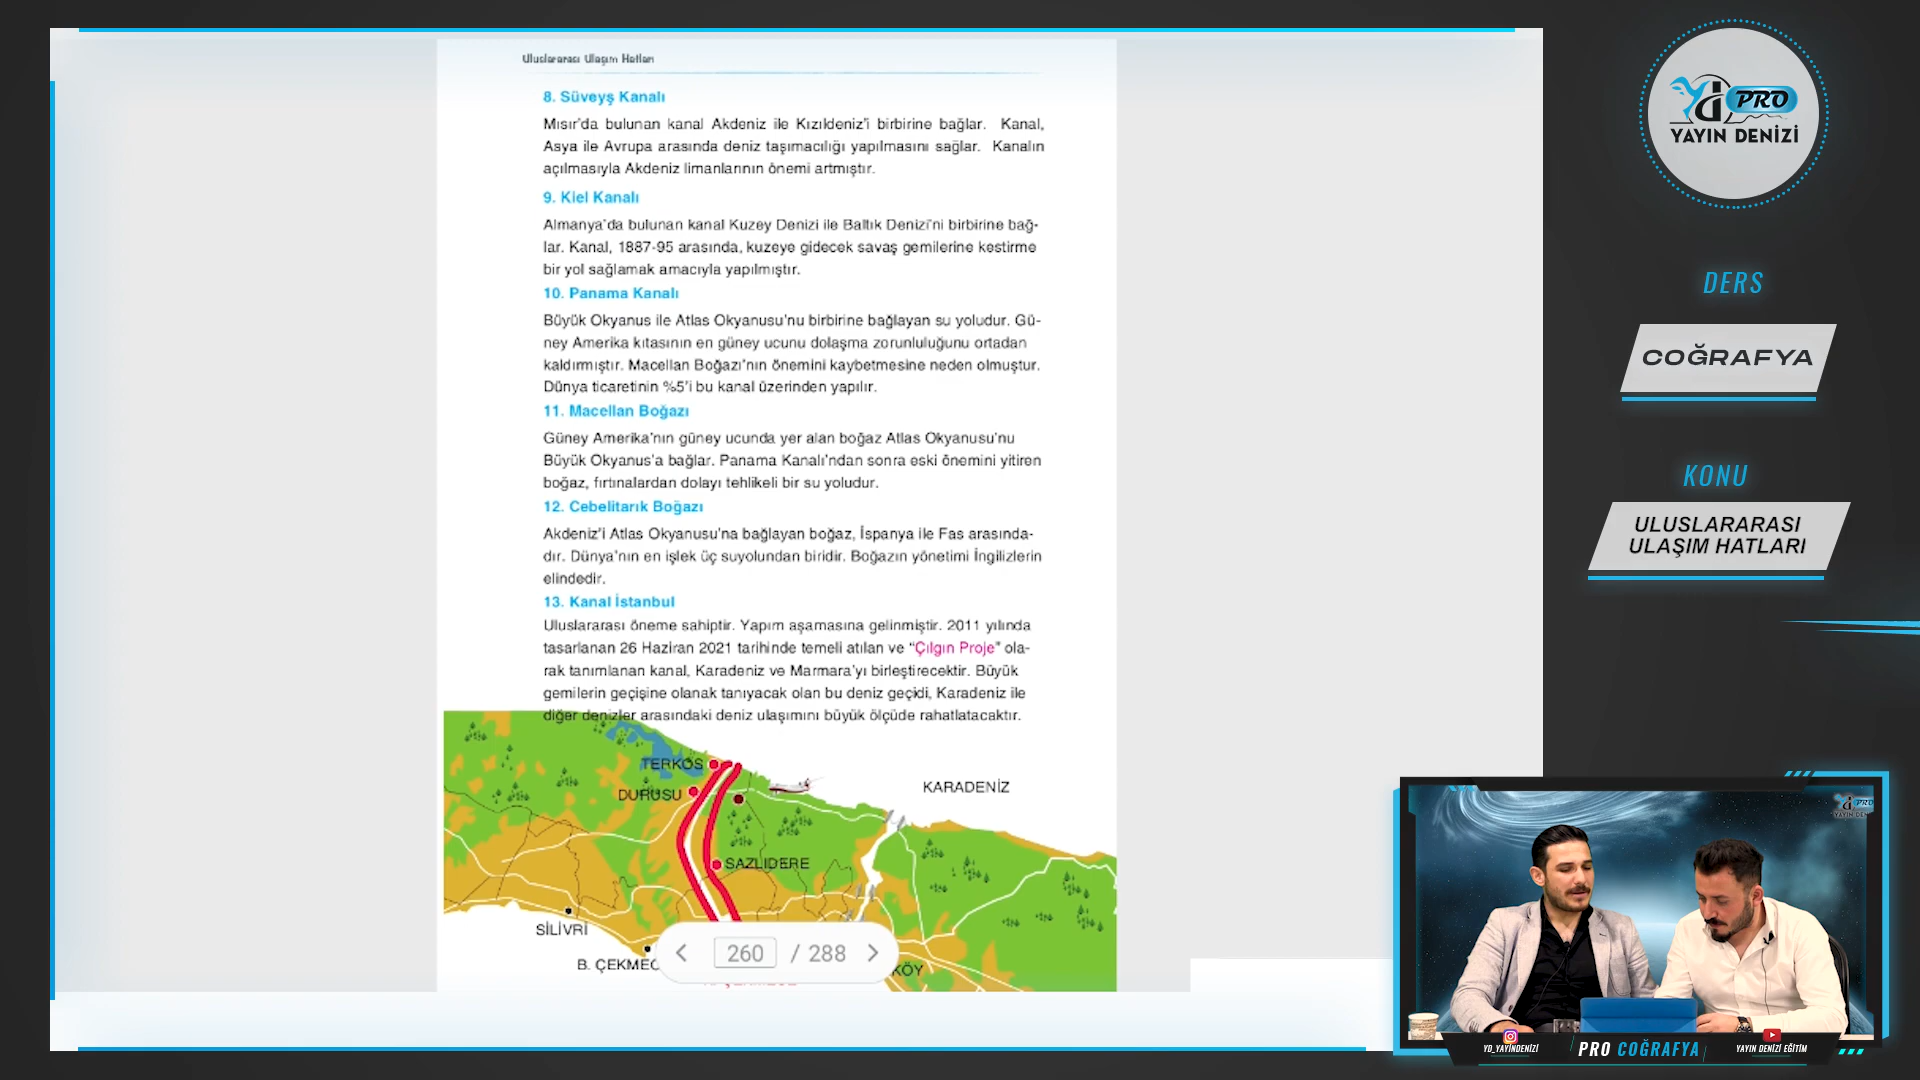 Uluslararası Ulaşım Hatları
8. Süveyş Kanalı
Mısır'da bulunan kanal Akdeniz ile Kızıldeniz'i birbirine bağlar. Kanal,
Asya ile Avrupa arasında deniz taşımacılığı yapılmasını sağlar. Kanalın
açılmasıyla Akdeniz limanlarının önemi artmıştır.
9. Kiel Kanalı
Almanya'da bulunan kanal Kuzey Denizi ile Baltık Denizi'ni birbirine bağ-
lar. Kanal, 1887-95 arasında, kuzeye gidecek savaş gemilerine kestirme
bir yol sağlamak amacıyla yapılmıştır.
10. Panama Kanalı
Büyük Okyanus ile Atlas Okyanusu'nu birbirine bağlayan su yoludur. Gü-
ney Amerika kıtasının en güney ucunu dolaşma zorunluluğunu ortadan
kaldırmıştır. Macellan Boğazı'nın önemini kaybetmesine neden olmuştur.
Dünya ticaretinin %5'i bu kanal üzerinden yapılır.
11. Macellan Boğazı
Güney Amerika'nın güney ucunda yer alan boğaz Atlas Okyanusu'nu
Büyük Okyanus'a bağlar. Panama Kanalı'ndan sonra eski önemini yitiren
boğaz, fırtınalardan dolayı tehlikeli bir su yoludur.
12. Cebelitarık Boğazı
Akdeniz'i Atlas Okyanusu'na bağlayan boğaz, İspanya ile Fas arasında-
dır. Dünya'nın en işlek üç suyolundan biridir. Boğazın yönetimi İngilizlerin
elindedir.
13. Kanal İstanbul
Uluslararası öneme sahiptir. Yapım aşamasına gelinmiştir. 2011 yılında
tasarlanan 26 Haziran 2021 tarihinde temeli atılan ve "Çılgın Proje" ola-
rak tanımlanan kanal, Karadeniz ve Marmara'yı birleştirecektir. Büyük
gemilerin geçişine olanak tanıyacak olan bu deniz geçidi, Karadeniz ile
diğer denizler arasındaki deniz ulaşımını büyük ölçüde rahatlatacaktır.
TERKOS
DURUSU
KARADENİZ
SAZLIDERE
SİLİVRİ
B. ÇEKMEC
KÖY
260 / 288
yd PRO
YAYIN DENİZİ
DERS
COĞRAFYA
KONU
ULUSLARARASI
ULAŞIM HATLARI
YD_YAYINDENIZI
PRO COĞRAFYA
YAYIN DENİZİ EĞİTİM